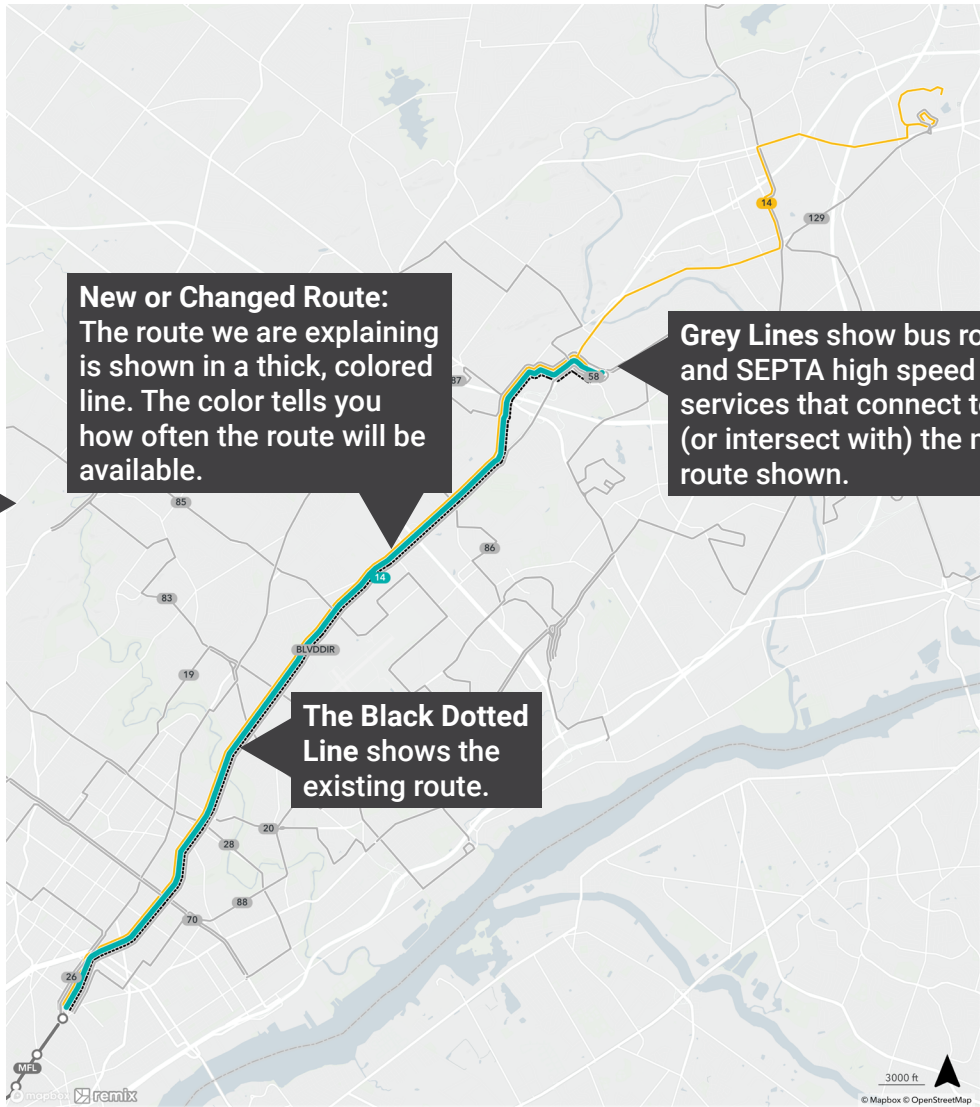 14
129
New or Changed Route:
The route we are explaining
is shown in a thick, colored
line. The color tells you
how often the route will be
available.
Grey Lines show bus ro
and SEPTA high speed
services that connect t
(or intersect with) the
route shown.
87
58
85
86
14
83
BLVDDIR
19
The Black Dotted
Line shows the
existing route.
20
28
88
70
26
MFL
mapbox remix
3000 ft
© Mapbox © OpenStreetMap